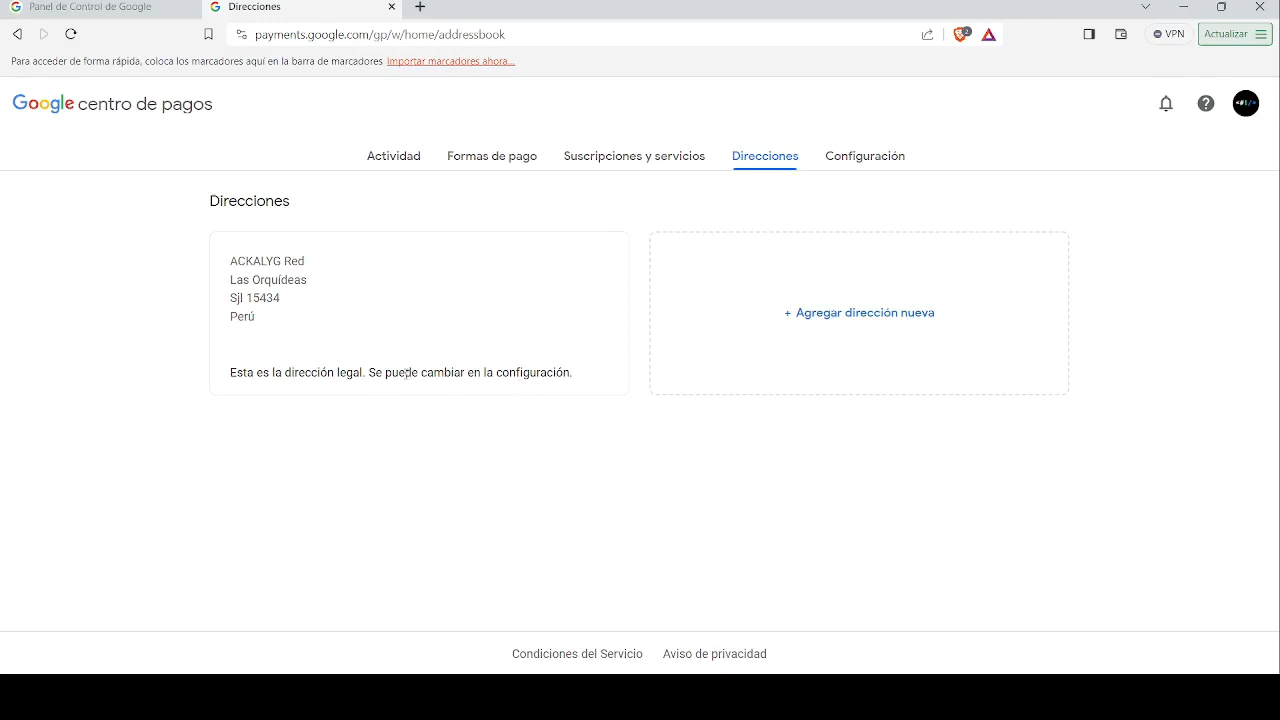 Panel de Control de Google
Direcciones
payments.google.com/gp/w/home/addressbook
2
VPN
Actualizar
Para acceder de forma rápida, coloca los marcadores aquí en la barra de marcadores Importar marcadores ahora...
Google centro de pagos
<#!/>
Actividad
Formas de pago
Suscripciones y servicios
Direcciones
Configuración
Direcciones
ACKALYG Red
Las Orquídeas
Sjl 15434
Perú
Esta es la dirección legal. Se puede cambiar en la configuración.
+ Agregar dirección nueva
Condiciones del Servicio
Aviso de privacidad